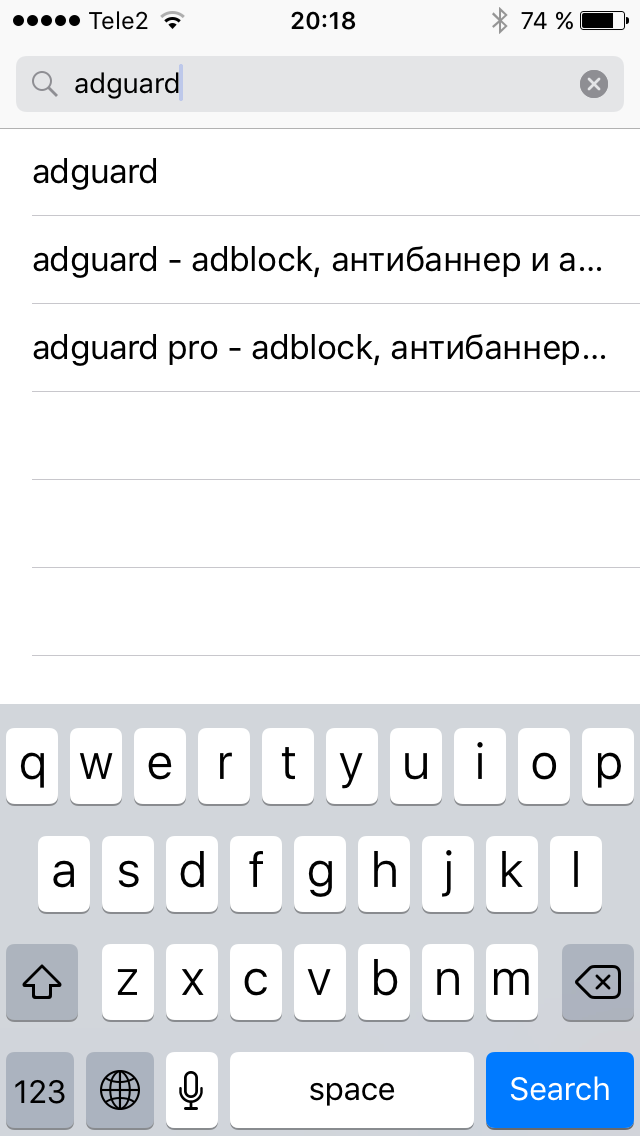 Tele2 20:18 74 %
adguard
adguard
adguard - adblock, антибаннер и а...
adguard pro - adblock, антибаннер...
q w e r t y u i o p
a s d f g h j k l
z x c v b n m
123 space Search